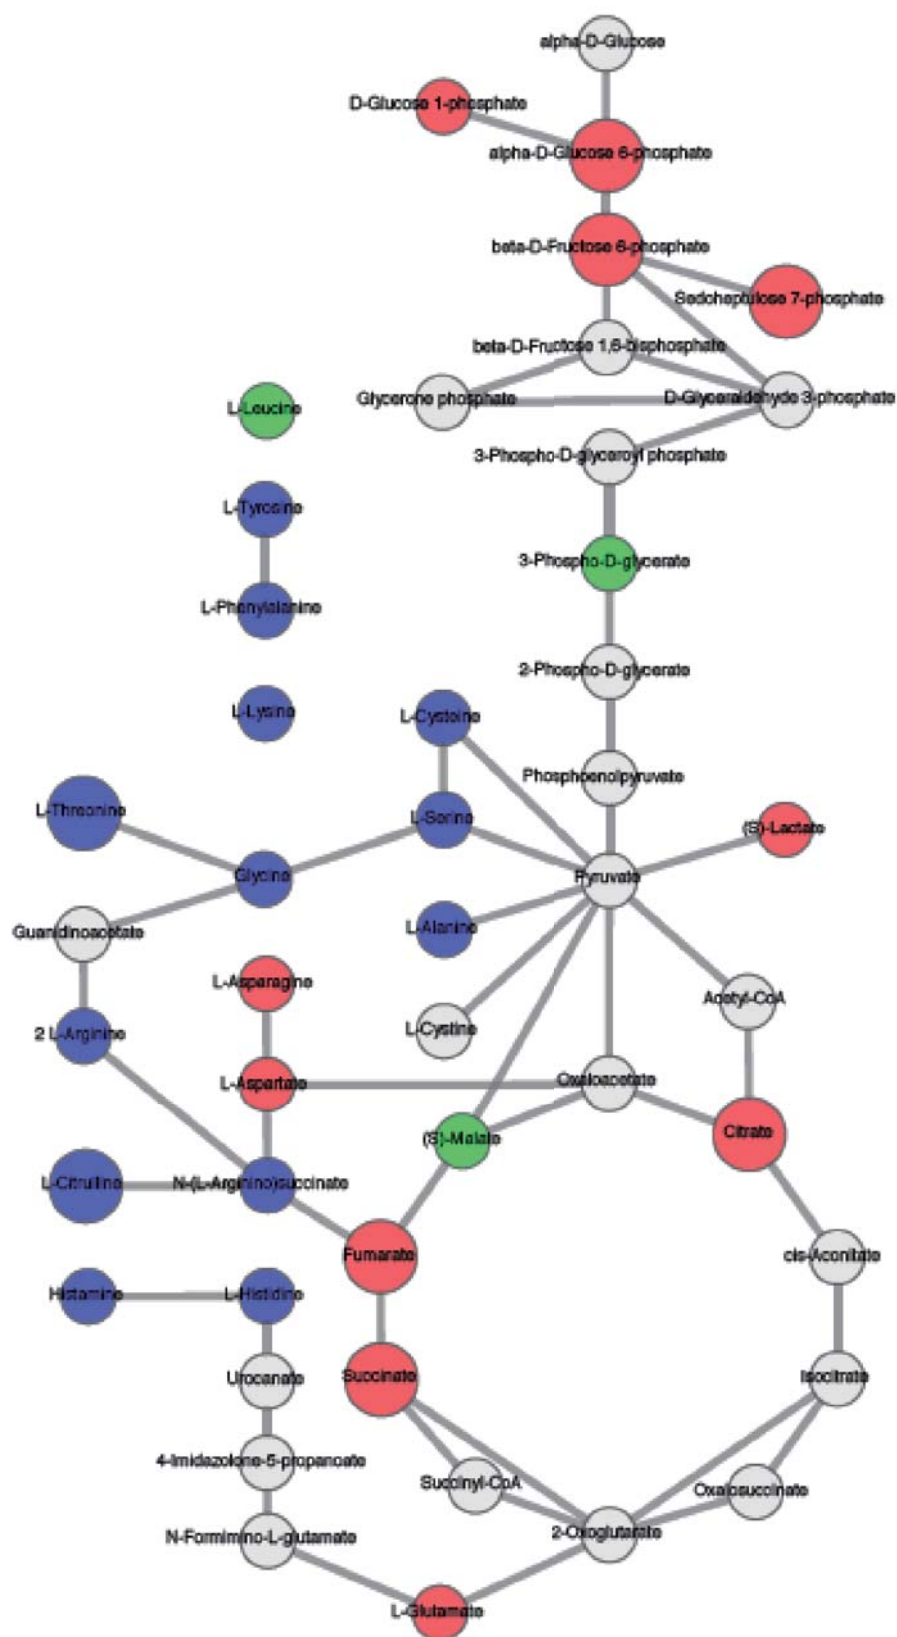 alpha-D-Glucose
D-Glucose 1-phosphate
alpha-D-Glucose 6-phosphate
beta-D-Fructose 6-phosphate
Sedoheptulose 7-phosphate
beta-D-Fructose 1,6-bisphosphate
Glycerone phosphate
D-Glyceraldehyde 3-phosphate
L-Leucine
3-Phospho-D-glyceroyl phosphate
L-Tyrosine
3-Phospho-D-glycerate
L-Phenylalanine
2-Phospho-D-glycerate
L-Lysine
L-Cysteine
Phosphoenolpyruvate
L-Threonine
L-Serine
(S)-Lactate
Glycine
Pyruvate
Guanidinoacetate
L-Alanine
L-Asparagine
Acetyl-CoA
2 L-Arginine
L-Cystine
L-Aspartate
Oxaloacetate
(S)-Malate
Citrate
L-Citrulline
N-(L-Arginino)succinate
Fumarate
cis-Aconitate
Histamine
L-Histidine
Urocanate
Succinate
Isocitrate
4-Imidazolone-5-propanoate
Succinyl-CoA
Oxalosuccinate
N-Formimino-L-glutamate
2-Oxoglutarate
L-Glutamate